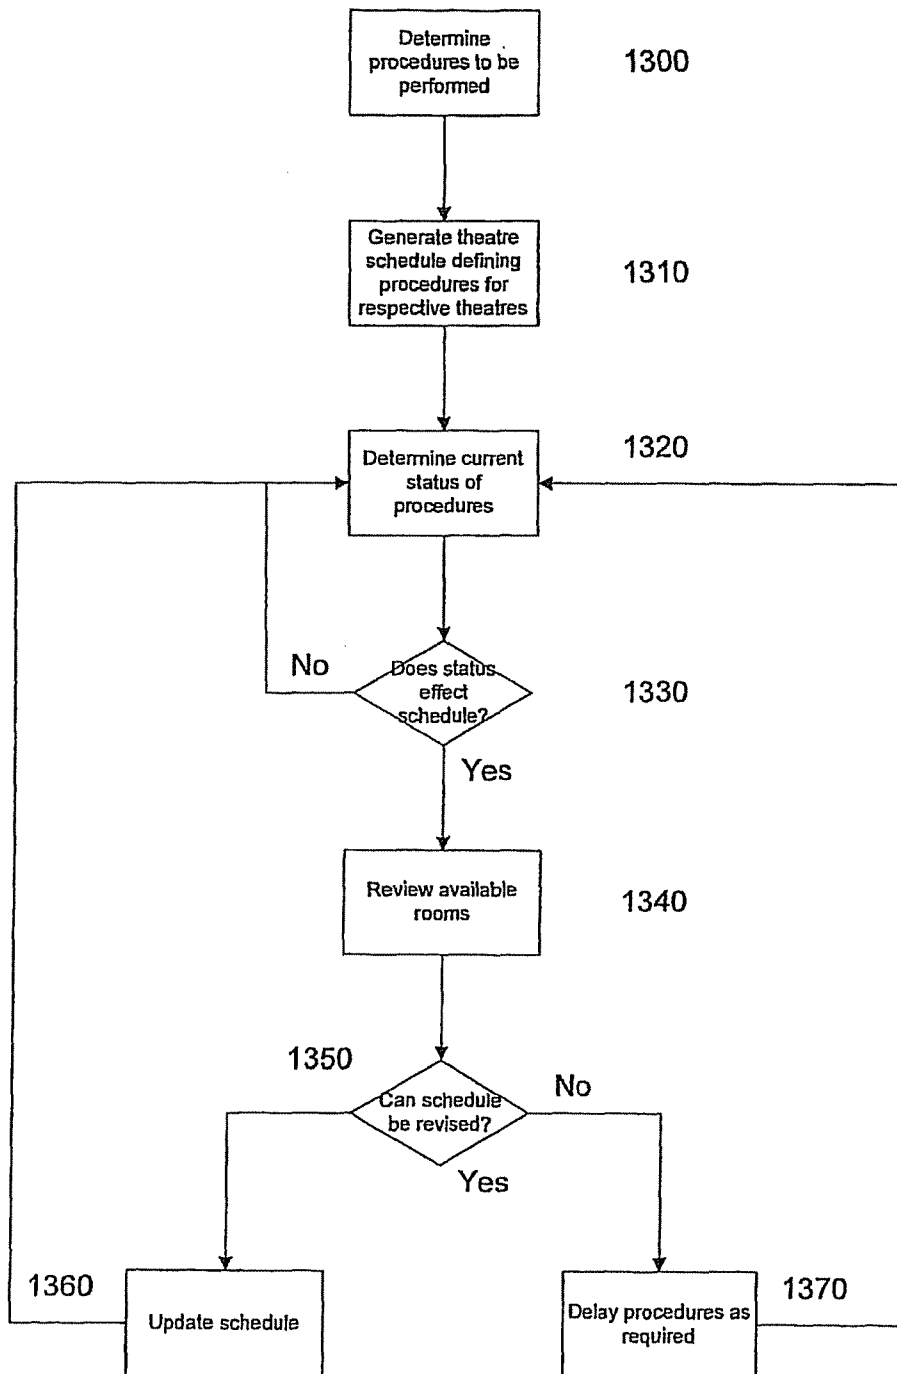 Determine
procedures to be
performed
1300
Generate theatre
schedule defining
procedures for
respective theatres
1310
Determine current
status of
procedures
1320
No
Does status
effect
schedule?
1330
Yes
Review available
rooms
1340
1350
Can schedule
be revised?
No
Yes
1360
Update schedule
Delay procedures as
required
1370